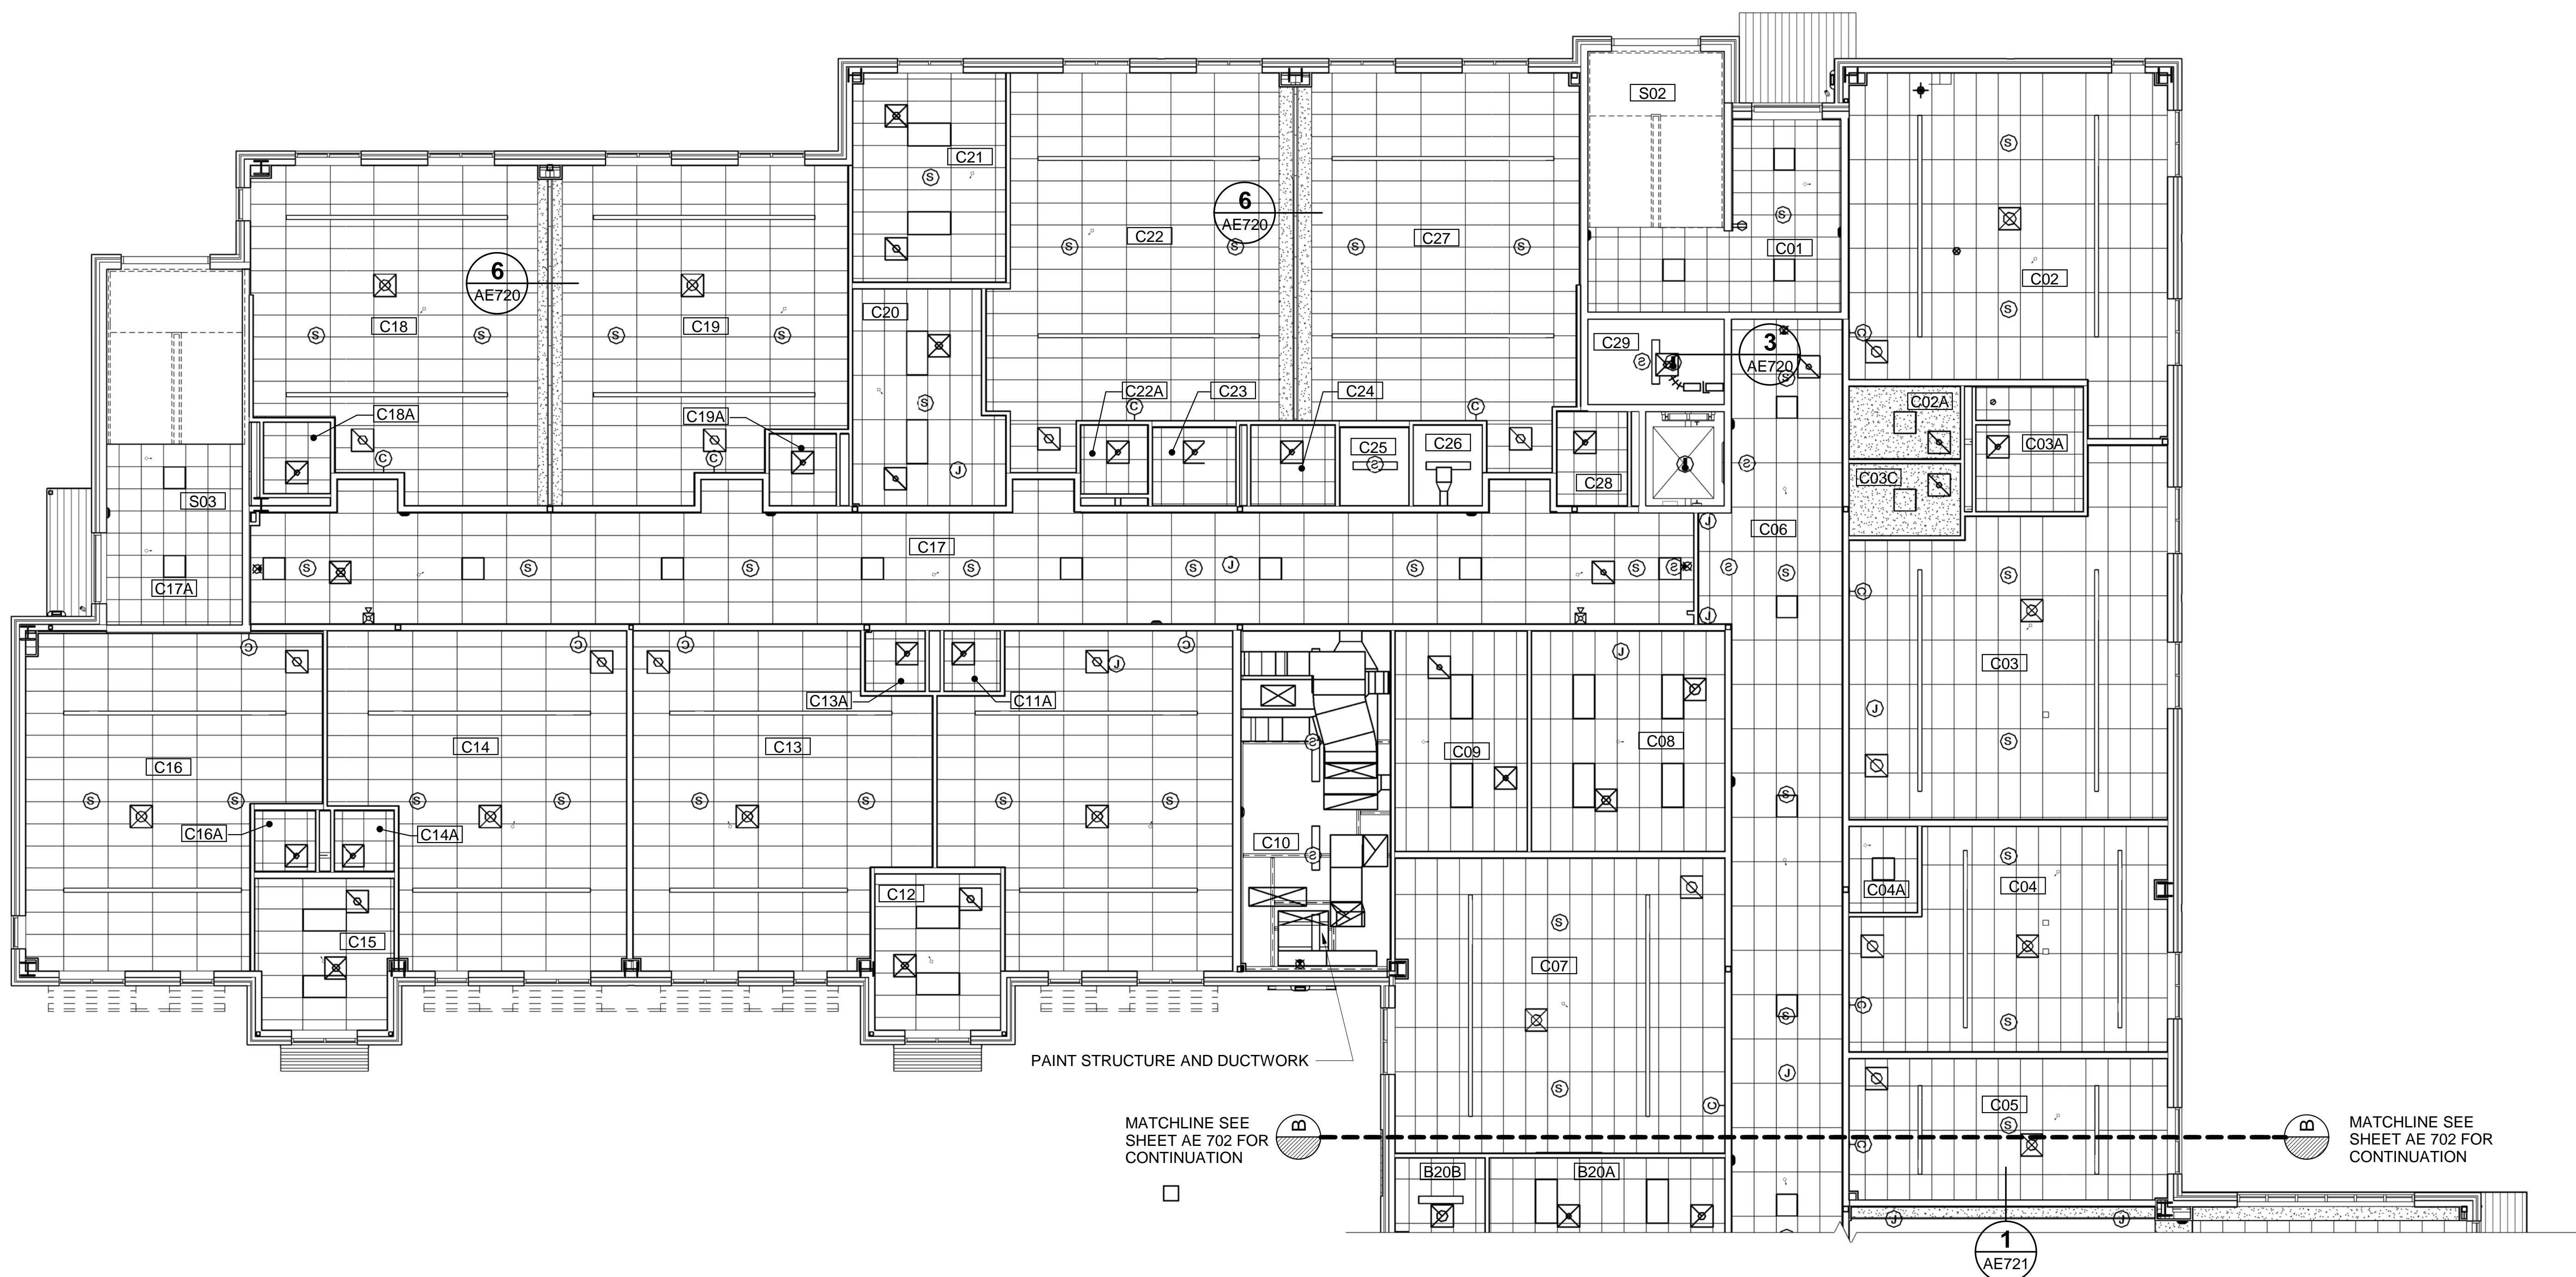 S02
C21
C01
C02
6
AE720
C22
C27
6
AE720
C18
C19
C20
C29
3
AE720
C22A
C23
C24
C02A
C18A
C19A
C25
C26
C03A
C28
C03C
S03
C06
C17
C17A
C03
C13A
C11A
C16
C14
C13
C09
C08
C16A
C14A
C10
C04A
C04
C12
C15
C07
PAINT STRUCTURE AND DUCTWORK
C05
MATCHLINE SEE
SHEET AE 702 FOR
CONTINUATION
B
B
MATCHLINE SEE
SHEET AE 702 FOR
CONTINUATION
B20B
B20A
1
AE721